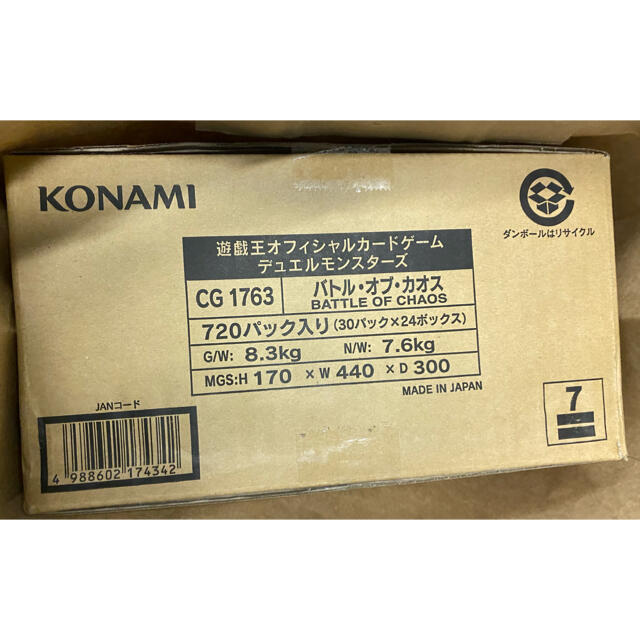 KONAMI
ダンボールはリサイクル
遊戯王オフィシャルカードゲーム
デュエルモンスターズ
CG 1763
バトル・オブ・カオス
BATTLE OF CHAOS
720パック入り(30パック×24ボックス)
G/W: 8.3kg N/W: 7.6kg
MGS:H 170 ×W 440 ×D 300
MADE IN JAPAN
7
JANコード
4 988602 174342